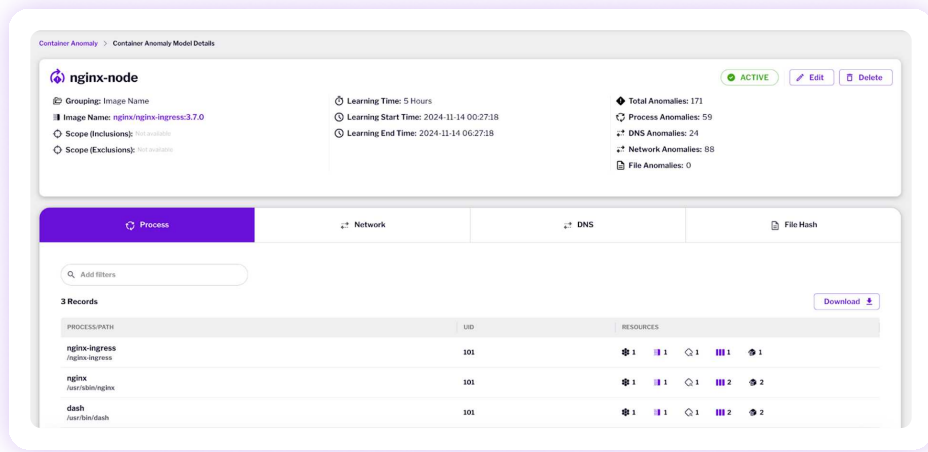 Container Anomaly > Container Anomaly Model Details
nginx-node
ACTIVE
Edit
Delete
Grouping: Image Name
Image Name: nginx/nginx-ingress:3.7.0
Scope (Inclusions): Not available
Scope (Exclusions): Not available
Learning Time: 5 Hours
Learning Start Time: 2024-11-14 00:27:18
Learning End Time: 2024-11-14 06:27:18
Total Anomalies: 171
Process Anomalies: 59
DNS Anomalies: 24
Network Anomalies: 88
File Anomalies: 0
Process
Network
DNS
File Hash
Add filters
3 Records
Download
PROCESS/PATH UID RESOURCES
nginx-ingress
/nginx-ingress
101 1 1 1 1 1
nginx
/usr/sbin/nginx
101 1 1 1 2 2
dash
/usr/bin/dash
101 1 1 1 2 2